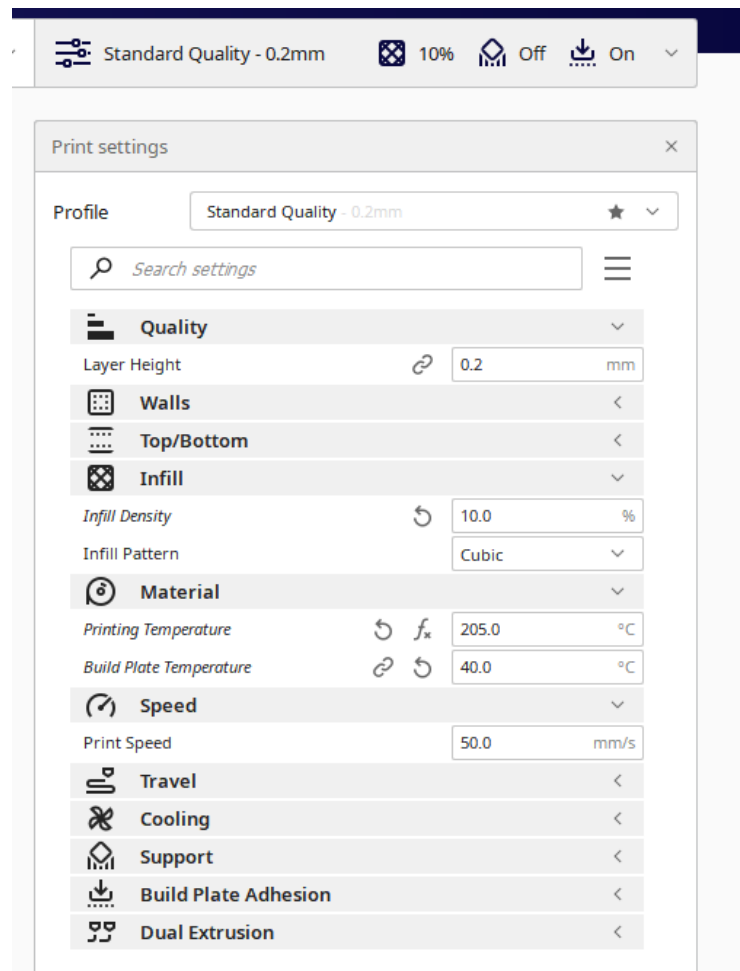 Standard Quality - 0.2mm 10% Off On
Print settings
Profile Standard Quality - 0.2mm
Search settings
Quality
Layer Height 0.2 mm
Walls
Top/Bottom
Infill
Infill Density 10.0 %
Infill Pattern Cubic
Material
Printing Temperature 205.0 °C
Build Plate Temperature 40.0 °C
Speed
Print Speed 50.0 mm/s
Travel
Cooling
Support
Build Plate Adhesion
Dual Extrusion